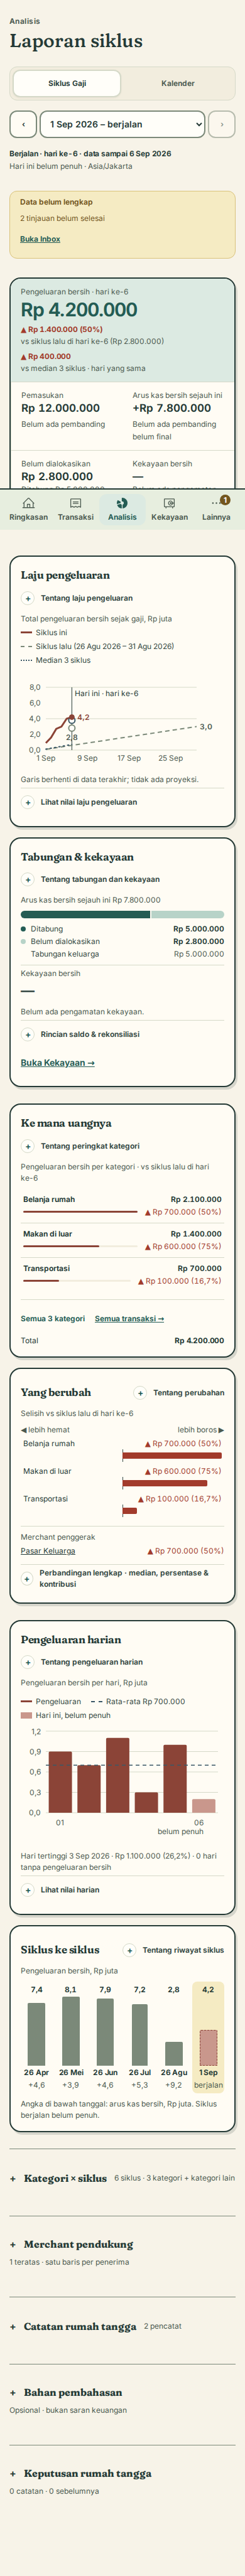 Analisis
Laporan siklus
Siklus Gaji
Kalender
‹
1 Sep 2026 – berjalan
›
Berjalan · hari ke-6 · data sampai 6 Sep 2026
Hari ini belum penuh · Asia/Jakarta
Data belum lengkap
2 tinjauan belum selesai
Buka Inbox
Pengeluaran bersih · hari ke-6
Rp 4.200.000
▲ Rp 1.400.000 (50%)
vs siklus lalu di hari ke-6 (Rp 2.800.000)
▲ Rp 400.000
vs median 3 siklus · hari yang sama
Pemasukan
Rp 12.000.000
Belum ada pembanding
Arus kas bersih sejauh ini
+Rp 7.800.000
Belum ada pembanding
belum final
Belum dialokasikan
Rp 2.800.000
Kekayaan bersih
—
1
Ringkasan
Transaksi
Analisis
Kekayaan
Lainnya
Laju pengeluaran
+ Tentang laju pengeluaran
Total pengeluaran bersih sejak gaji, Rp juta
Siklus ini
Siklus lalu (26 Agu 2026 – 31 Agu 2026)
Median 3 siklus
8,0
6,0
4,0
2,0
0,0
Hari ini · hari ke-6
4,2
2,8
3,0
1 Sep
9 Sep
17 Sep
25 Sep
Garis berhenti di data terakhir; tidak ada proyeksi.
+ Lihat nilai laju pengeluaran
Tabungan & kekayaan
+ Tentang tabungan dan kekayaan
Arus kas bersih sejauh ini Rp 7.800.000
Ditabung Rp 5.000.000
Belum dialokasikan Rp 2.800.000
Tabungan keluarga Rp 5.000.000
Kekayaan bersih
—
Belum ada pengamatan kekayaan.
+ Rincian saldo & rekonsiliasi
Buka Kekayaan →
Ke mana uangnya
+ Tentang peringkat kategori
Pengeluaran bersih per kategori · vs siklus lalu di hari
ke-6
Belanja rumah Rp 2.100.000
▲ Rp 700.000 (50%)
Makan di luar Rp 1.400.000
▲ Rp 600.000 (75%)
Transportasi Rp 700.000
▲ Rp 100.000 (16,7%)
Semua 3 kategori Semua transaksi →
Total Rp 4.200.000
Yang berubah
+ Tentang perubahan
Selisih vs siklus lalu di hari ke-6
◀ lebih hemat lebih boros ▶
Belanja rumah ▲ Rp 700.000 (50%)
Makan di luar ▲ Rp 600.000 (75%)
Transportasi ▲ Rp 100.000 (16,7%)
Merchant penggerak
Pasar Keluarga ▲ Rp 700.000 (50%)
+ Perbandingan lengkap · median, persentase &
kontribusi
Pengeluaran harian
+ Tentang pengeluaran harian
Pengeluaran bersih per hari, Rp juta
Pengeluaran Rata-rata Rp 700.000
Hari ini, belum penuh
1,2
0,9
0,6
0,3
0,0
01
06
belum penuh
Hari tertinggi 3 Sep 2026 · Rp 1.100.000 (26,2%) · 0 hari
tanpa pengeluaran bersih
+ Lihat nilai harian
Siklus ke siklus
+ Tentang riwayat siklus
Pengeluaran bersih, Rp juta
7,4 8,1 7,9 7,2 2,8 4,2
26 Apr 26 Mei 26 Jun 26 Jul 26 Agu 1 Sep
+4,6 +3,9 +4,6 +5,3 +9,2 berjalan
Angka di bawah tanggal: arus kas bersih, Rp juta. Siklus
berjalan belum penuh.
+ Kategori × siklus 6 siklus · 3 kategori + kategori lain
+ Merchant pendukung
1 teratas · satu baris per penerima
+ Catatan rumah tangga 2 pencatat
+ Bahan pembahasan
Opsional · bukan saran keuangan
+ Keputusan rumah tangga
0 catatan · 0 sebelumnya